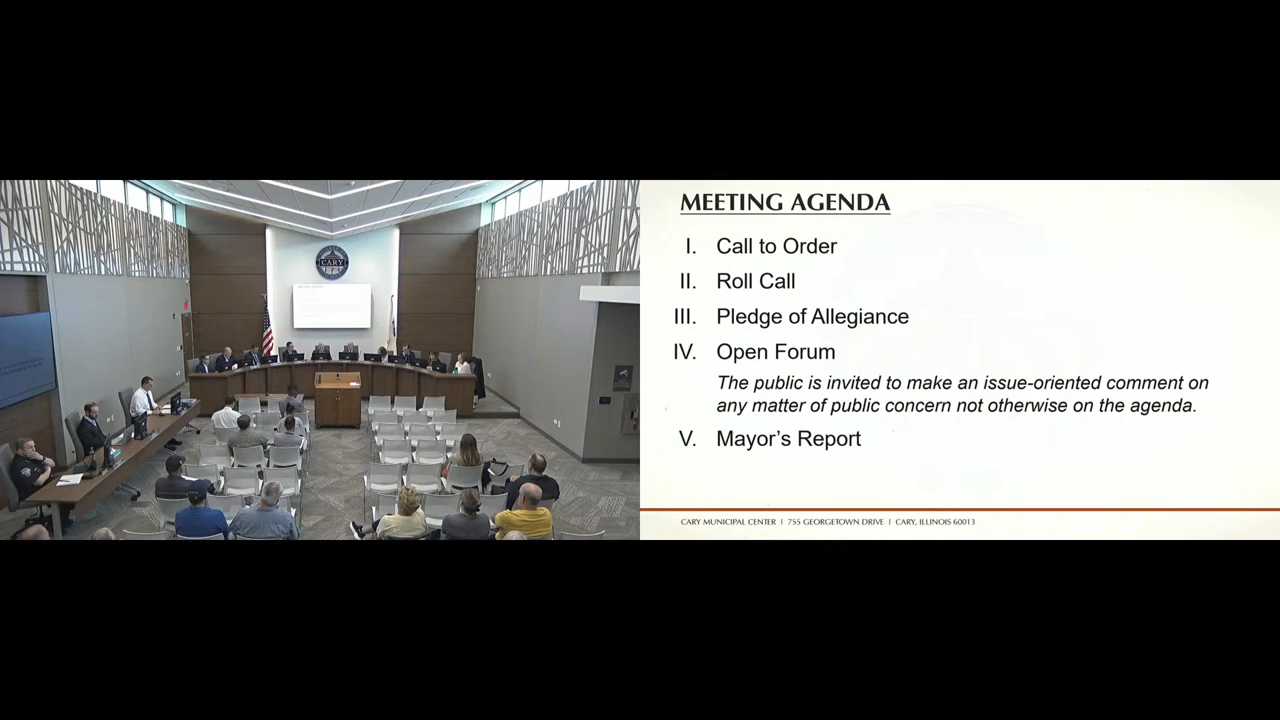 CARY
MEETING AGENDA
I. Call to Order
II. Roll Call
III. Pledge of Allegiance
IV. Open Forum
The public is invited to make an issue-oriented comment on
any matter of public concern not otherwise on the agenda.
V. Mayor's Report
CARY MUNICIPAL CENTER | 755 GEORGETOWN DRIVE | CARY, ILLINOIS 60013